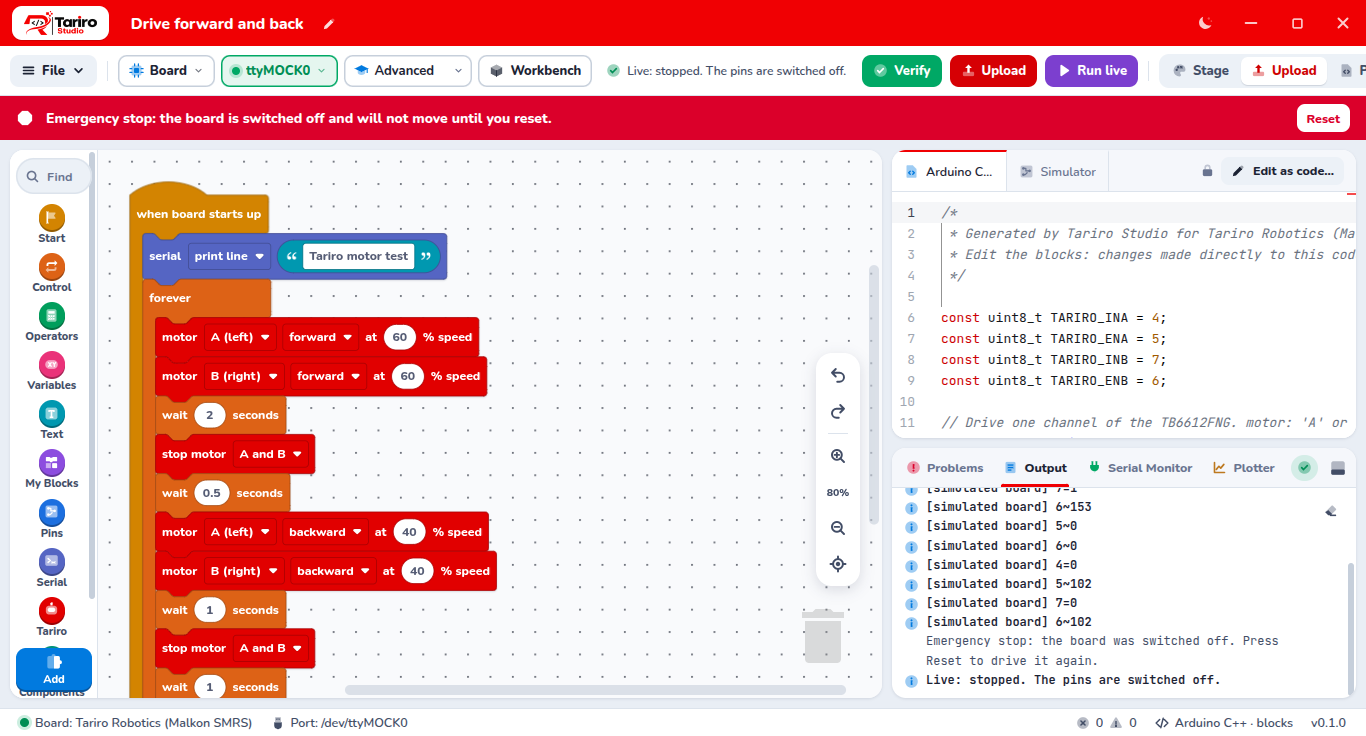 Tariro
Studio
Drive forward and back
File
Board
ttyMOCK0
Advanced
Workbench
Live: stopped. The pins are switched off.
Verify
Upload
Run live
Stage
Upload
Emergency stop: the board is switched off and will not move until you reset.
Reset
Find
Start
Control
Operators
Variables
Text
My Blocks
Pins
Serial
Tariro
Add
Components
when board starts up
serial print line “ Tariro motor test ”
forever
motor A (left) forward at 60 % speed
motor B (right) forward at 60 % speed
wait 2 seconds
stop motor A and B
wait 0.5 seconds
motor A (left) backward at 40 % speed
motor B (right) backward at 40 % speed
wait 1 seconds
stop motor A and B
wait 1 seconds
80%
Arduino C...
Simulator
Edit as code...
1 /*
2 * Generated by Tariro Studio for Tariro Robotics (Ma
3 * Edit the blocks: changes made directly to this cod
4 */
5
6 const uint8_t TARIRO_INA = 4;
7 const uint8_t TARIRO_ENA = 5;
8 const uint8_t TARIRO_INB = 7;
9 const uint8_t TARIRO_ENB = 6;
10
11 // Drive one channel of the TB6612FNG. motor: 'A' or
Problems
Output
Serial Monitor
Plotter
[simulated board] 7=1
[simulated board] 6~153
[simulated board] 5~0
[simulated board] 6~0
[simulated board] 4=0
[simulated board] 5~102
[simulated board] 7=0
[simulated board] 6~102
Emergency stop: the board was switched off. Press
Reset to drive it again.
Live: stopped. The pins are switched off.
Board: Tariro Robotics (Malkon SMRS)
Port: /dev/ttyMOCK0
0
0
Arduino C++ · blocks
v0.1.0